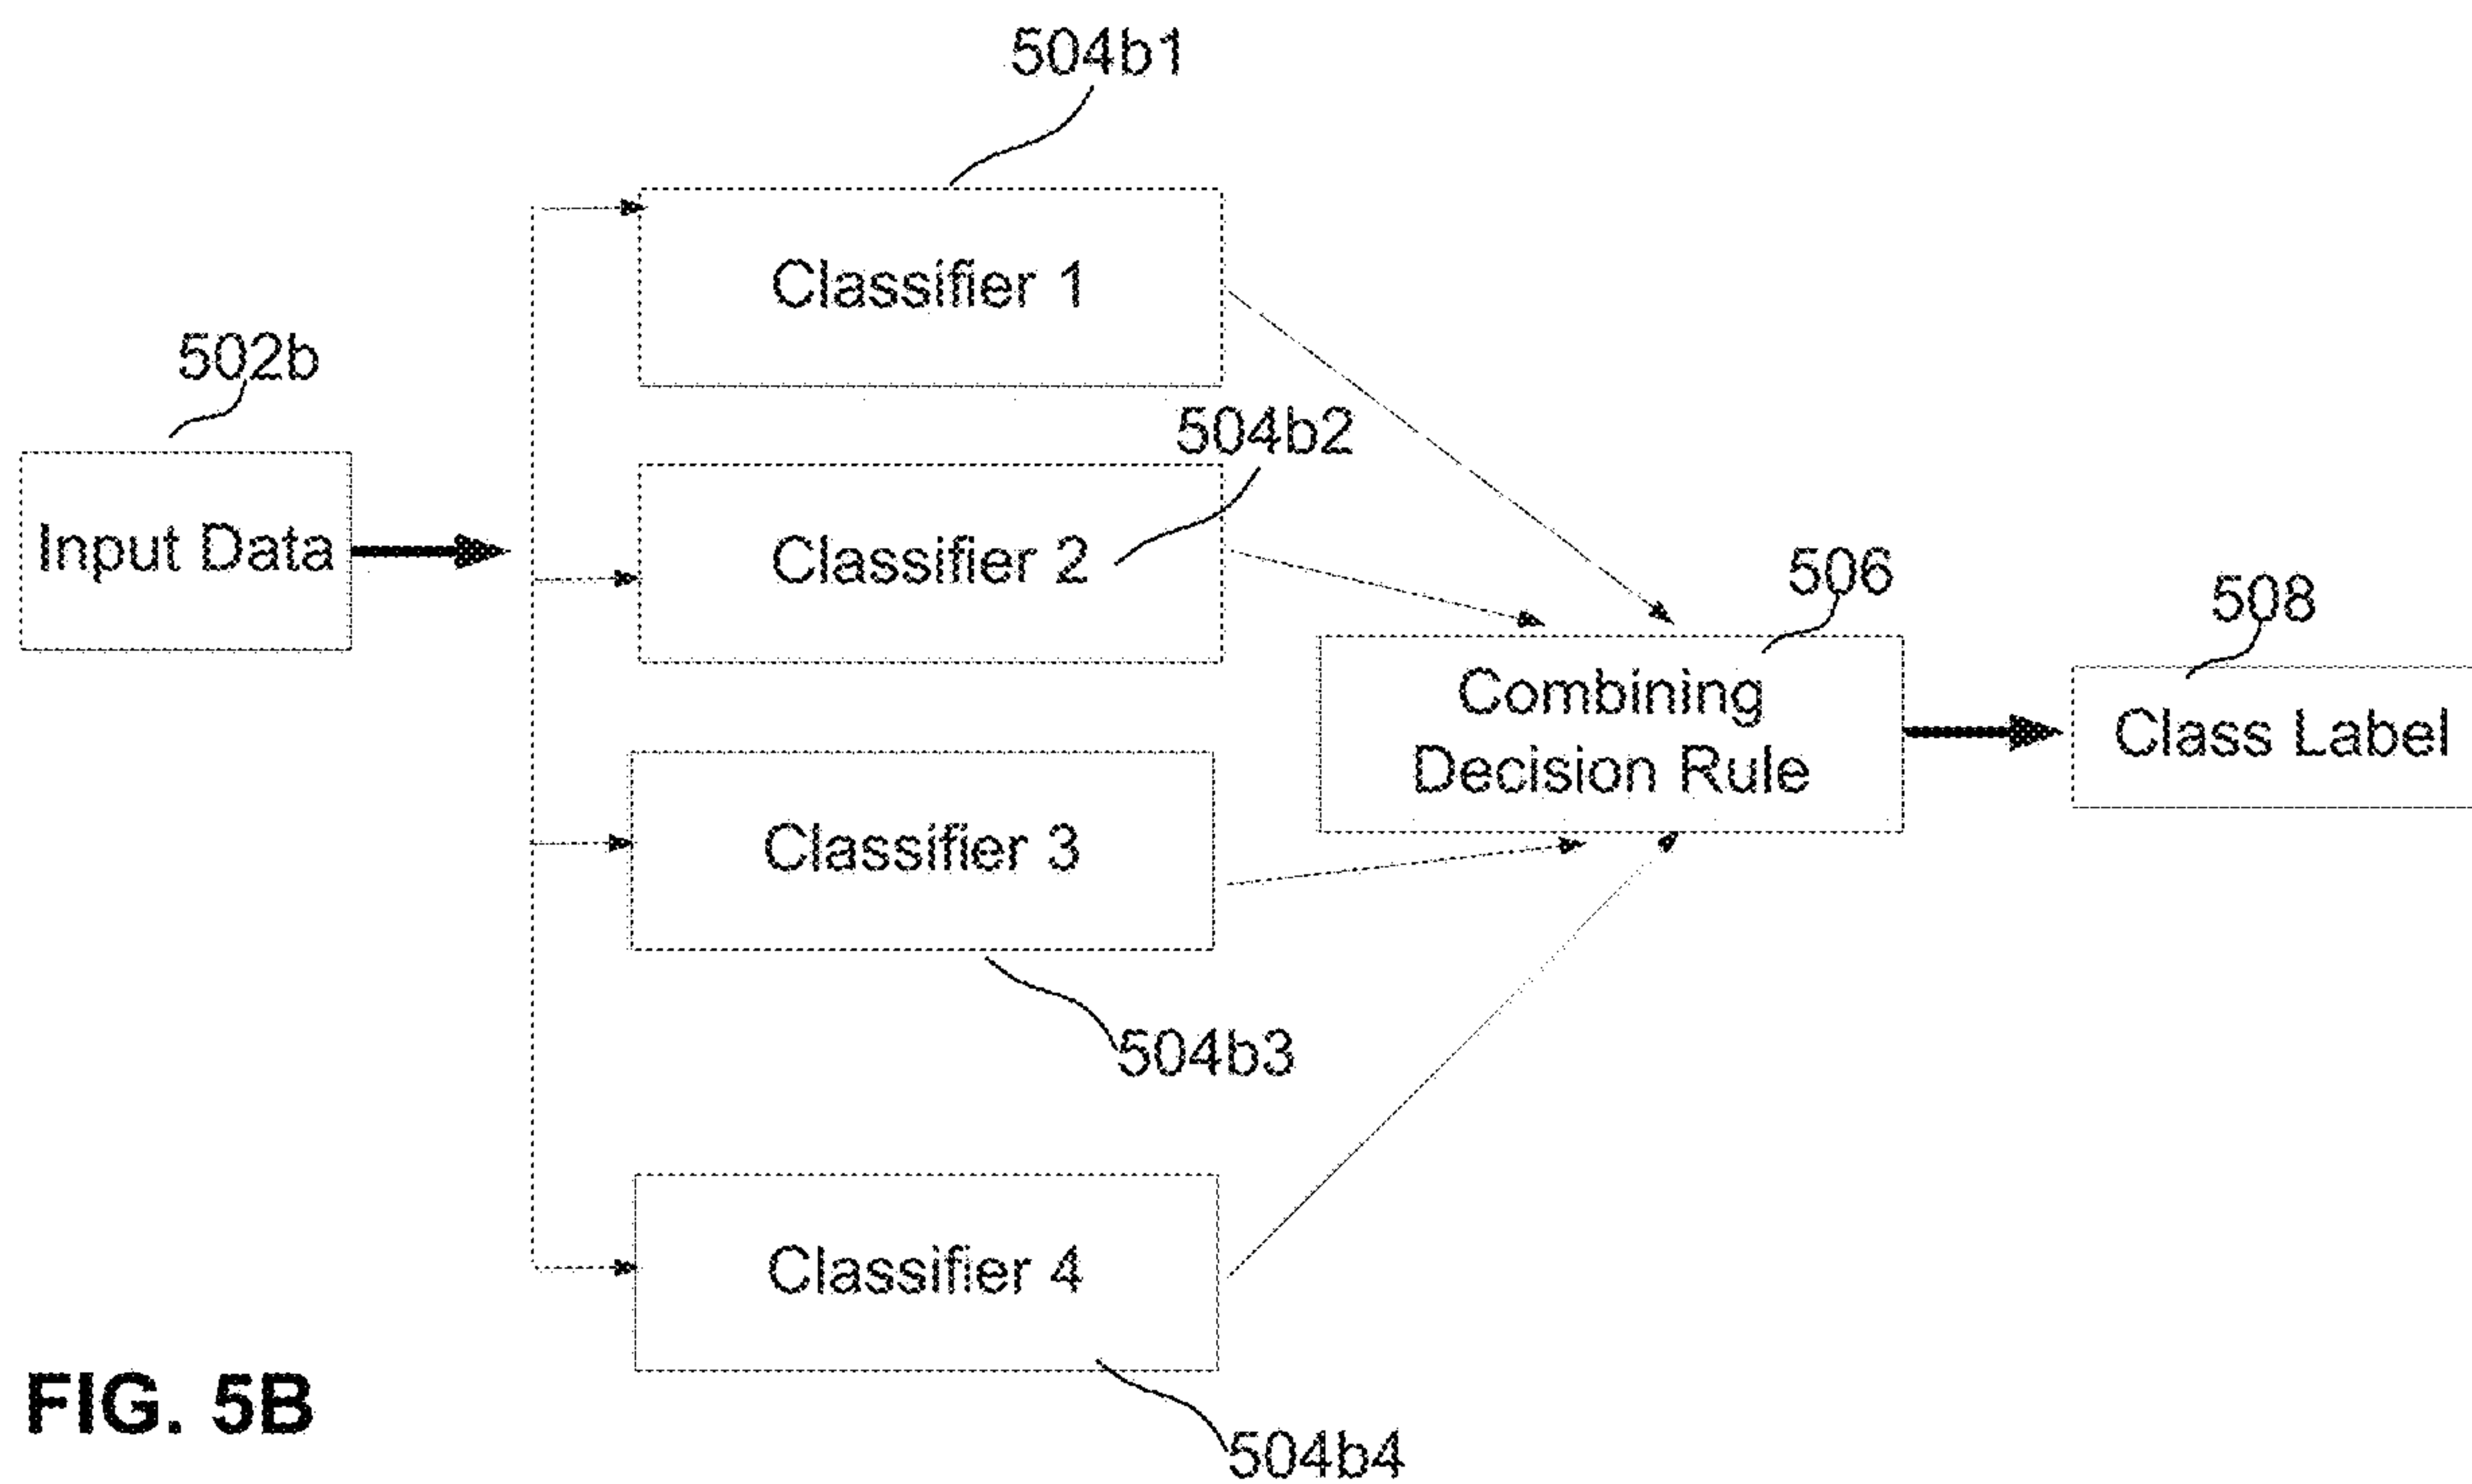 504b1
Classifier 1
502b
504b2
Input Data
Classifier 2
506
508
Combining
Decision Rule
Class Label
Classifier 3
504b3
Classifier 4
FIG. 5B
504b4